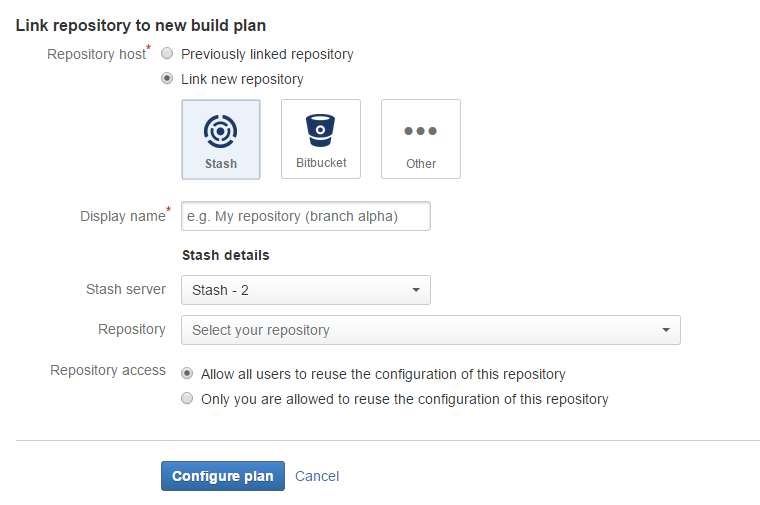 Link repository to new build plan
Repository host* Previously linked repository
Link new repository
Stash Bitbucket Other
Display name* e.g. My repository (branch alpha)
Stash details
Stash server Stash - 2
Repository Select your repository
Repository access Allow all users to reuse the configuration of this repository
Only you are allowed to reuse the configuration of this repository
Configure plan Cancel